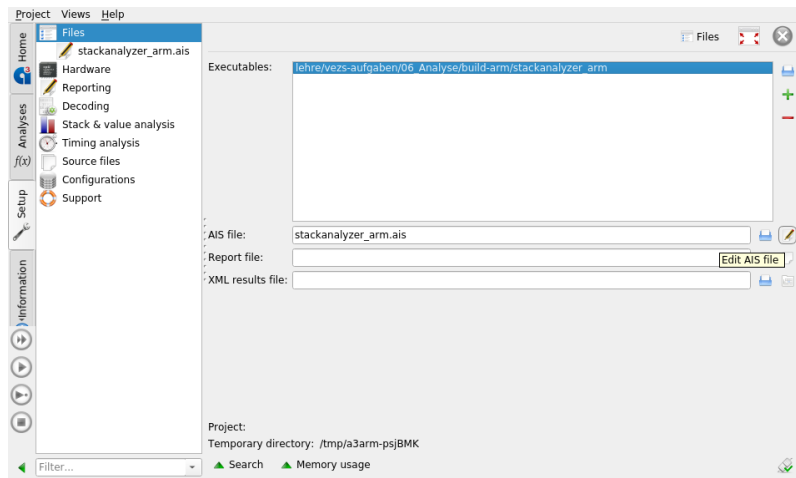 Project Views Help
Home
Analyses
f(x)
Setup
Information
Files
stackanalyzer_arm.ais
Hardware
Reporting
Decoding
Stack & value analysis
Timing analysis
Source files
Configurations
Support
Filter...
Files
Executables:
lehre/vezs-aufgaben/06_Analyse/build-arm/stackanalyzer_arm
AIS file: stackanalyzer_arm.ais
Report file:
Edit AIS file
XML results file:
Project:
Temporary directory: /tmp/a3arm-psjBMK
Search Memory usage